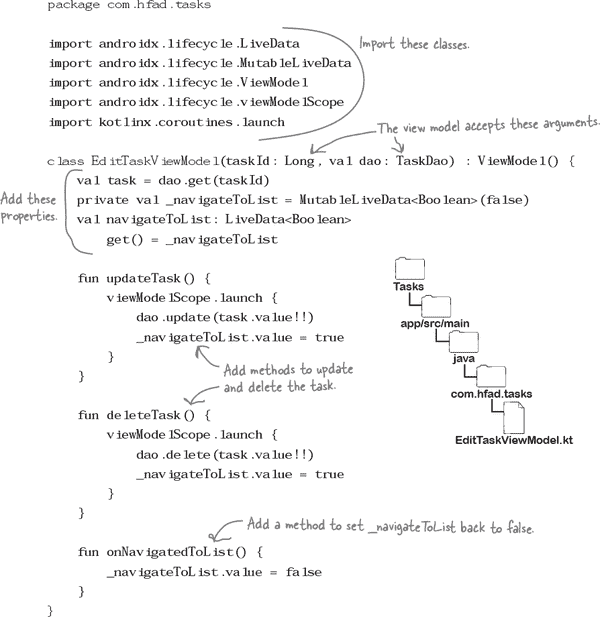 package com.hfad.tasks
import androidx.lifecycle.LiveData
import androidx.lifecycle.MutableLiveData
import androidx.lifecycle.ViewModel
import androidx.lifecycle.viewModelScope
import kotlinx.coroutines.launch
Import these classes.
The view model accepts these arguments.
class EditTaskViewModel(taskId: Long, val dao: TaskDao) : ViewModel() {
val task = dao.get(taskId)
private val _navigateToList = MutableLiveData<Boolean>(false)
val navigateToList: LiveData<Boolean>
get() = _navigateToList
Add these
properties.
fun updateTask() {
viewModelScope.launch {
dao.update(task.value!!)
_navigateToList.value = true
}
}
Add methods to update
and delete the task.
fun deleteTask() {
viewModelScope.launch {
dao.delete(task.value!!)
_navigateToList.value = true
}
}
Add a method to set _navigateToList back to false.
fun onNavigatedToList() {
_navigateToList.value = false
}
}
Tasks
app/src/main
java
com.hfad.tasks
EditTaskViewModel.kt